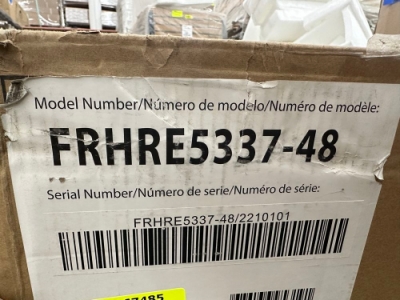 Model Number/Número de modelo/Numéro de modèle:
FRHRE5337-48
Serial Number/Número de serie/Numéro de série:
FRHRE5337-48/2210101